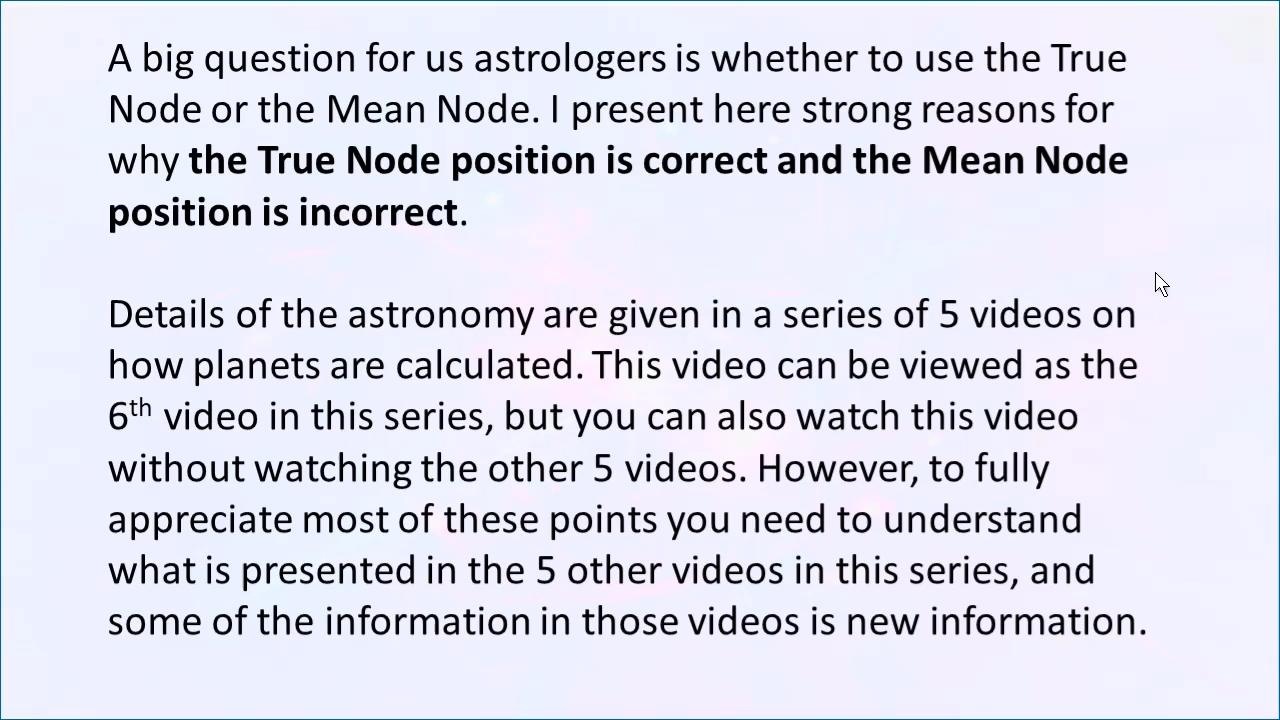 A big question for us astrologers is whether to use the True
Node or the Mean Node. I present here strong reasons for
why the True Node position is correct and the Mean Node
position is incorrect.
Details of the astronomy are given in a series of 5 videos on
how planets are calculated. This video can be viewed as the
6th video in this series, but you can also watch this video
without watching the other 5 videos. However, to fully
appreciate most of these points you need to understand
what is presented in the 5 other videos in this series, and
some of the information in those videos is new information.